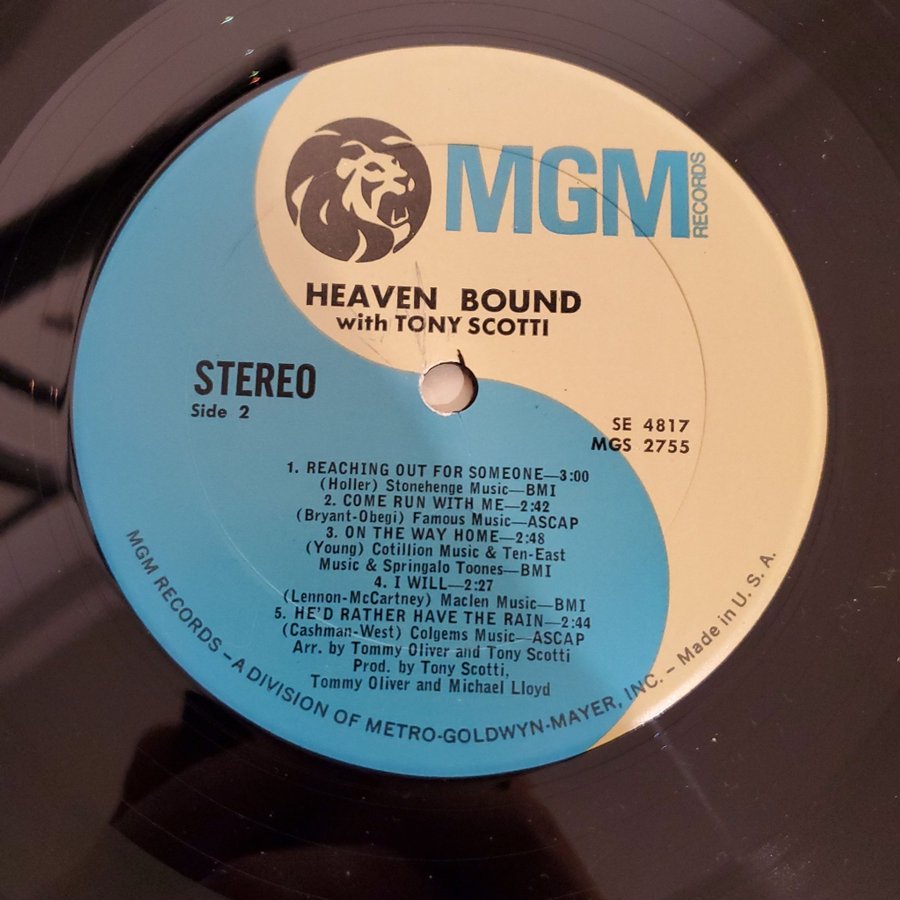 MGM
RECORDS
HEAVEN BOUND
with TONY SCOTTI
STEREO
Side 2
SE 4817
MGS 2755
1. REACHING OUT FOR SOMEONE—3:00
(Holler) Stonehenge Music—BMI
2. COME RUN WITH ME—2:42
(Bryant-Obegi) Famous Music—ASCAP
3. ON THE WAY HOME—2:48
(Young) Cotillion Music & Ten-East
Music & Springalo Toones—BMI
4. I WILL—2:27
(Lennon-McCartney) Maclen Music—BMI
5. HE'D RATHER HAVE THE RAIN—2:44
(Cashman-West) Colgems Music—ASCAP
Arr. by Tommy Oliver and Tony Scotti
Prod. by Tony Scotti,
Tommy Oliver and Michael Lloyd
MGM RECORDS – A DIVISION OF METRO-GOLDWYN-MAYER, INC. – Made in U. S. A.